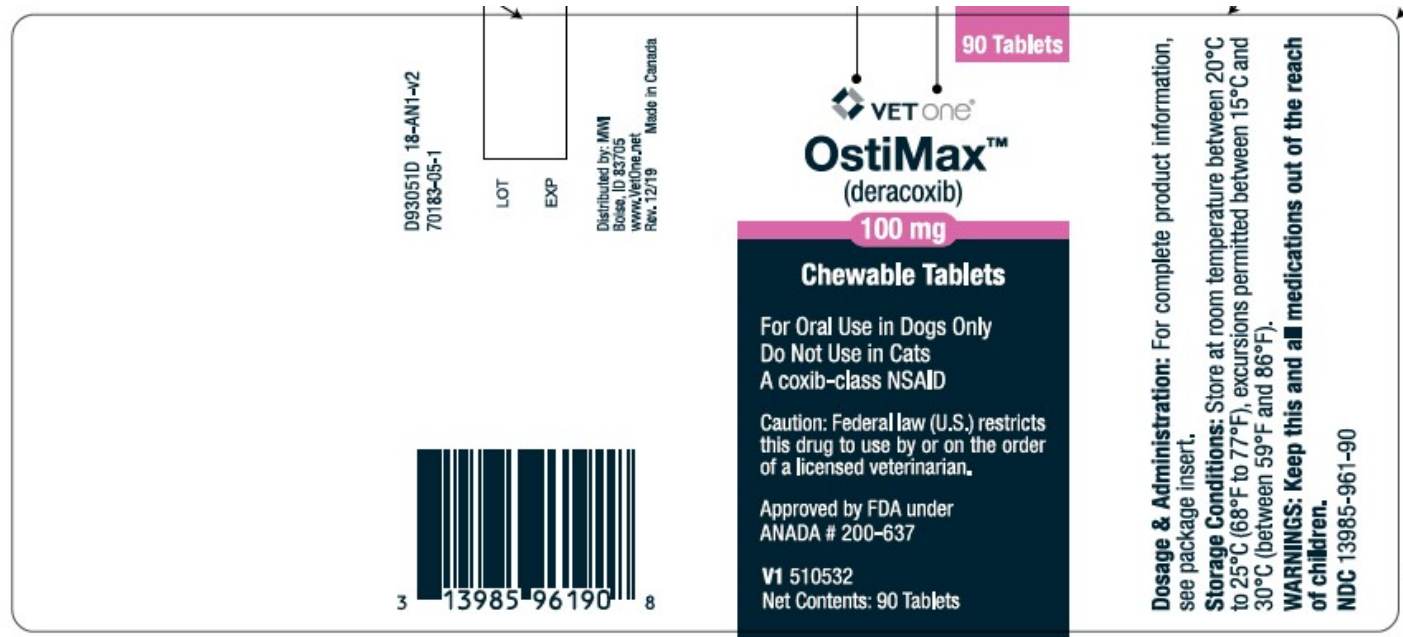 D93051D 18-AN1-v2
70183-05-1
LOT
EXP
Distributed by: MWI
Boise, ID 83705
www.VetOne.net
Rev. 12/19 Made in Canada
3 13985 96190 8
90 Tablets
VET one®
OstiMax™
(deracoxib)
100 mg
Chewable Tablets
For Oral Use in Dogs Only
Do Not Use in Cats
A coxib-class NSAID
Caution: Federal law (U.S.) restricts
this drug to use by or on the order
of a licensed veterinarian.
Approved by FDA under
ANADA # 200-637
V1 510532
Net Contents: 90 Tablets
Dosage & Administration: For complete product information,
see package insert.
Storage Conditions: Store at room temperature between 20°C
to 25°C (68°F to 77°F), excursions permitted between 15°C and
30°C (between 59°F and 86°F).
WARNINGS: Keep this and all medications out of the reach
of children.
NDC 13985-961-90